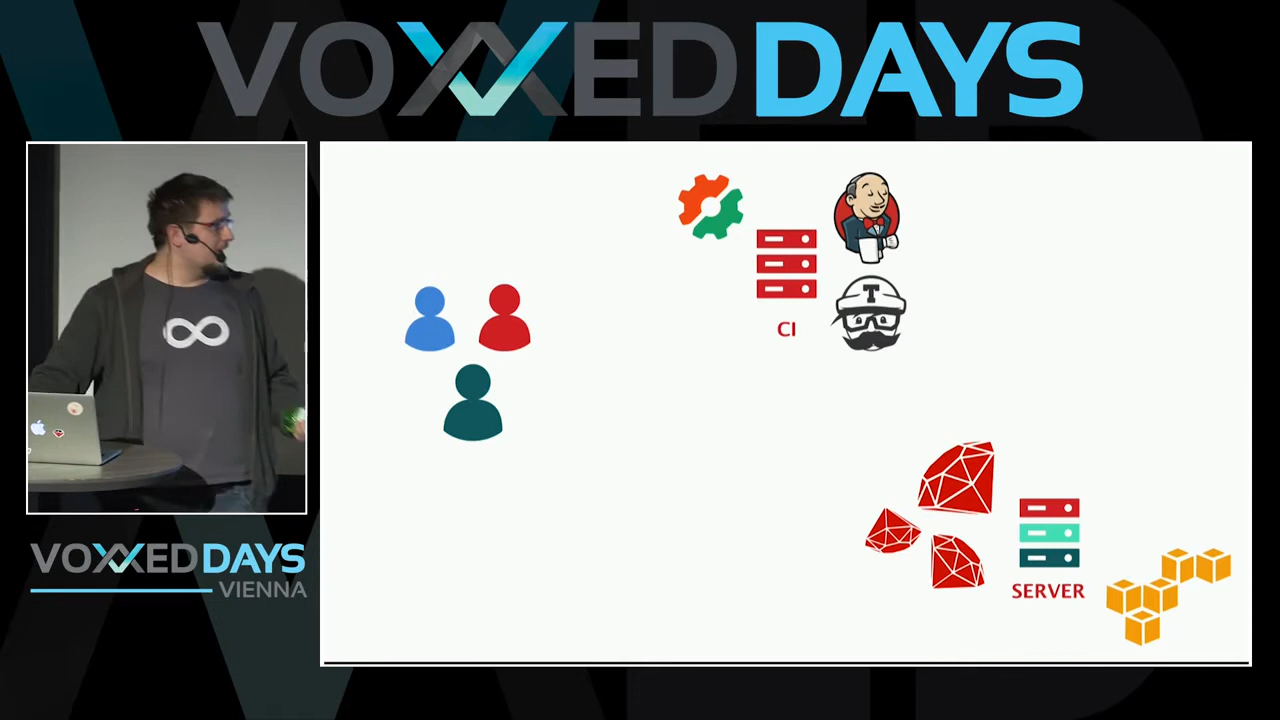 VOXXED DAYS
T
CI
SERVER
VOXXED DAYS
VIENNA